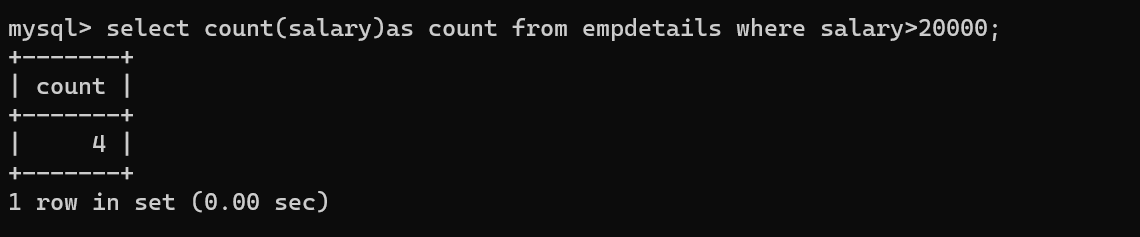 mysql> select count(salary)as count from empdetails where salary>20000;
+-------+
| count |
+-------+
|     4 |
+-------+
1 row in set (0.00 sec)